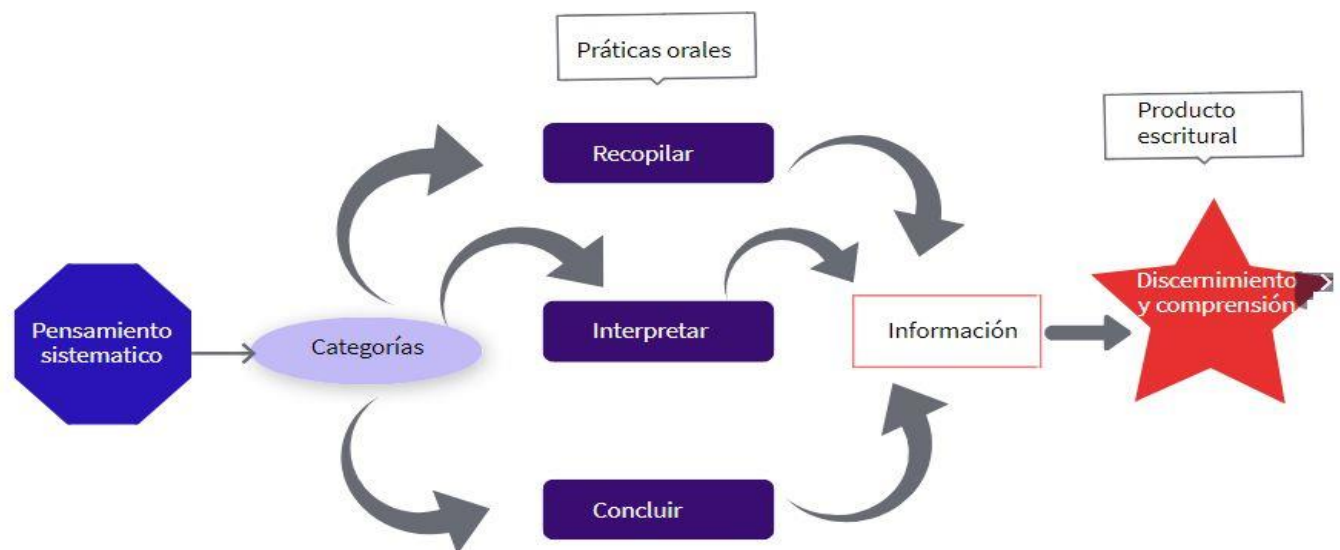 Práticas orales
Producto
escritural
Recopilar
Pensamiento
sistematico
Categorías
Interpretar
Información
Discernimiento
y comprensión
Concluir